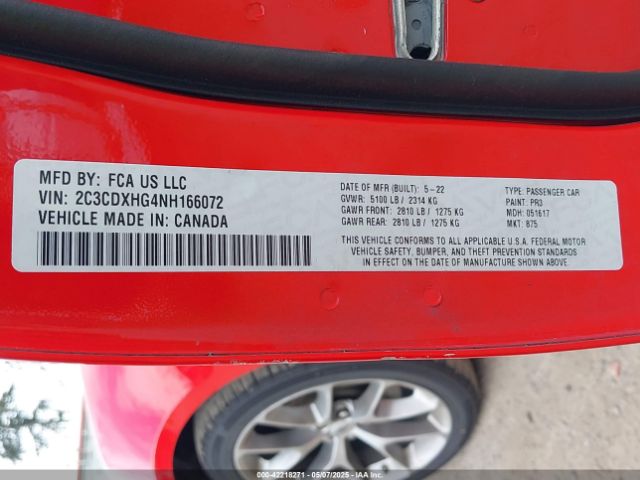 MFD BY: FCA US LLC
VIN: 2C3CDXHG4NH166072
VEHICLE MADE IN: CANADA
DATE OF MFR (BUILT): 5-22
GVWR: 5100 LB / 2314 KG
GAWR FRONT: 2810 LB / 1275 KG
GAWR REAR: 2810 LB / 1275 KG
TYPE: PASSENGER CAR
PAINT: PR3
MDH: 051617
MKT: 875
THIS VEHICLE CONFORMS TO ALL APPLICABLE U.S.A. FEDERAL MOTOR
VEHICLE SAFETY, BUMPER, AND THEFT PREVENTION STANDARDS
IN EFFECT ON THE DATE OF MANUFACTURE SHOWN ABOVE.
000-42218271 - 05/07/2025 - IAAI.COM